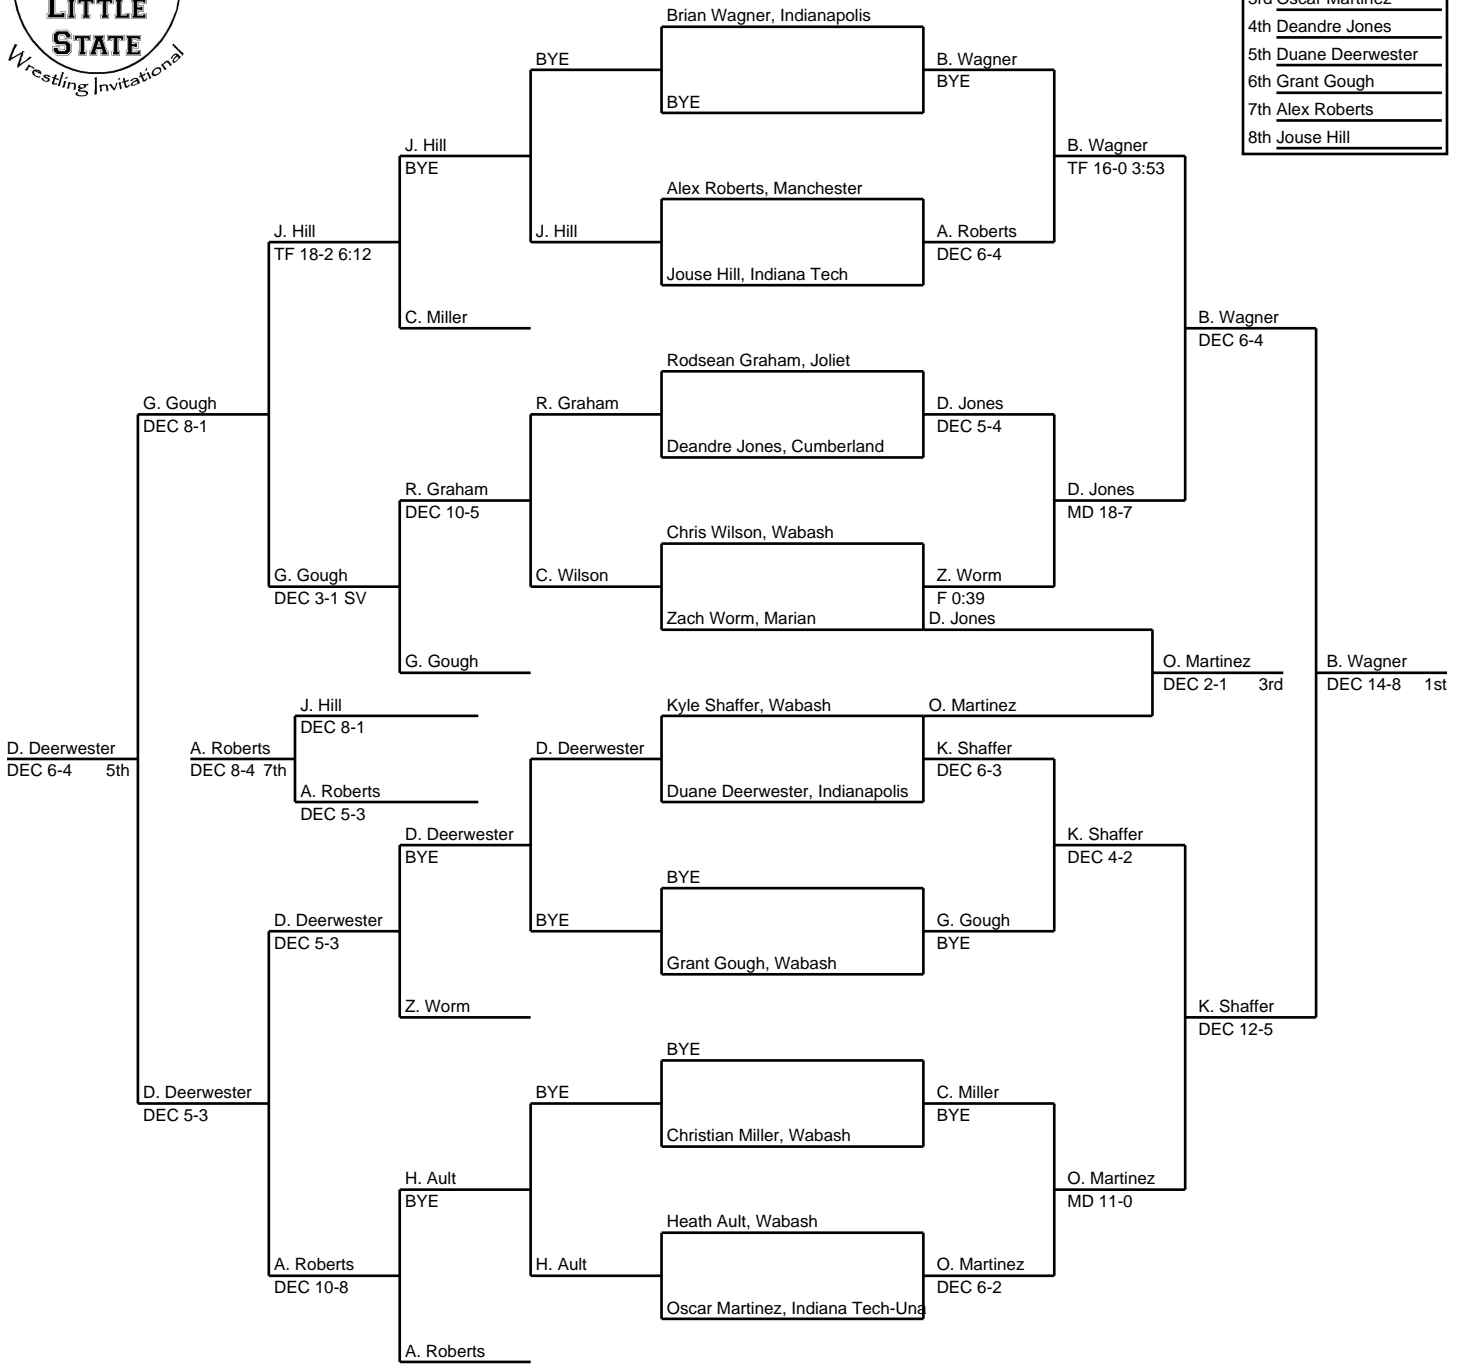 LITTLE
STATE
Wrestling Invitational
4th Deandre Jones
5th Duane Deerwester
6th Grant Gough
7th Alex Roberts
8th Jouse Hill
3rd Oscar Martinez
Brian Wagner, Indianapolis
BYE
B. Wagner
BYE
BYE
J. Hill
BYE
B. Wagner
TF 16-0 3:53
Alex Roberts, Manchester
J. Hill
TF 18-2 6:12
J. Hill
A. Roberts
DEC 6-4
Jouse Hill, Indiana Tech
C. Miller
B. Wagner
DEC 6-4
Rodsean Graham, Joliet
G. Gough
DEC 8-1
R. Graham
D. Jones
DEC 5-4
Deandre Jones, Cumberland
R. Graham
DEC 10-5
D. Jones
MD 18-7
Chris Wilson, Wabash
G. Gough
DEC 3-1 SV
C. Wilson
Z. Worm
F 0:39
Zach Worm, Marian
D. Jones
G. Gough
O. Martinez
DEC 2-1 3rd
B. Wagner
DEC 14-8 1st
J. Hill
DEC 8-1
Kyle Shaffer, Wabash
O. Martinez
D. Deerwester
DEC 6-4 5th
A. Roberts
DEC 8-4 7th
D. Deerwester
K. Shaffer
DEC 6-3
A. Roberts
DEC 5-3
Duane Deerwester, Indianapolis
D. Deerwester
BYE
K. Shaffer
DEC 4-2
BYE
D. Deerwester
DEC 5-3
BYE
G. Gough
BYE
Grant Gough, Wabash
Z. Worm
K. Shaffer
DEC 12-5
BYE
D. Deerwester
DEC 5-3
BYE
C. Miller
BYE
Christian Miller, Wabash
H. Ault
BYE
O. Martinez
MD 11-0
Heath Ault, Wabash
A. Roberts
DEC 10-8
H. Ault
O. Martinez
DEC 6-2
Oscar Martinez, Indiana Tech-Una
A. Roberts